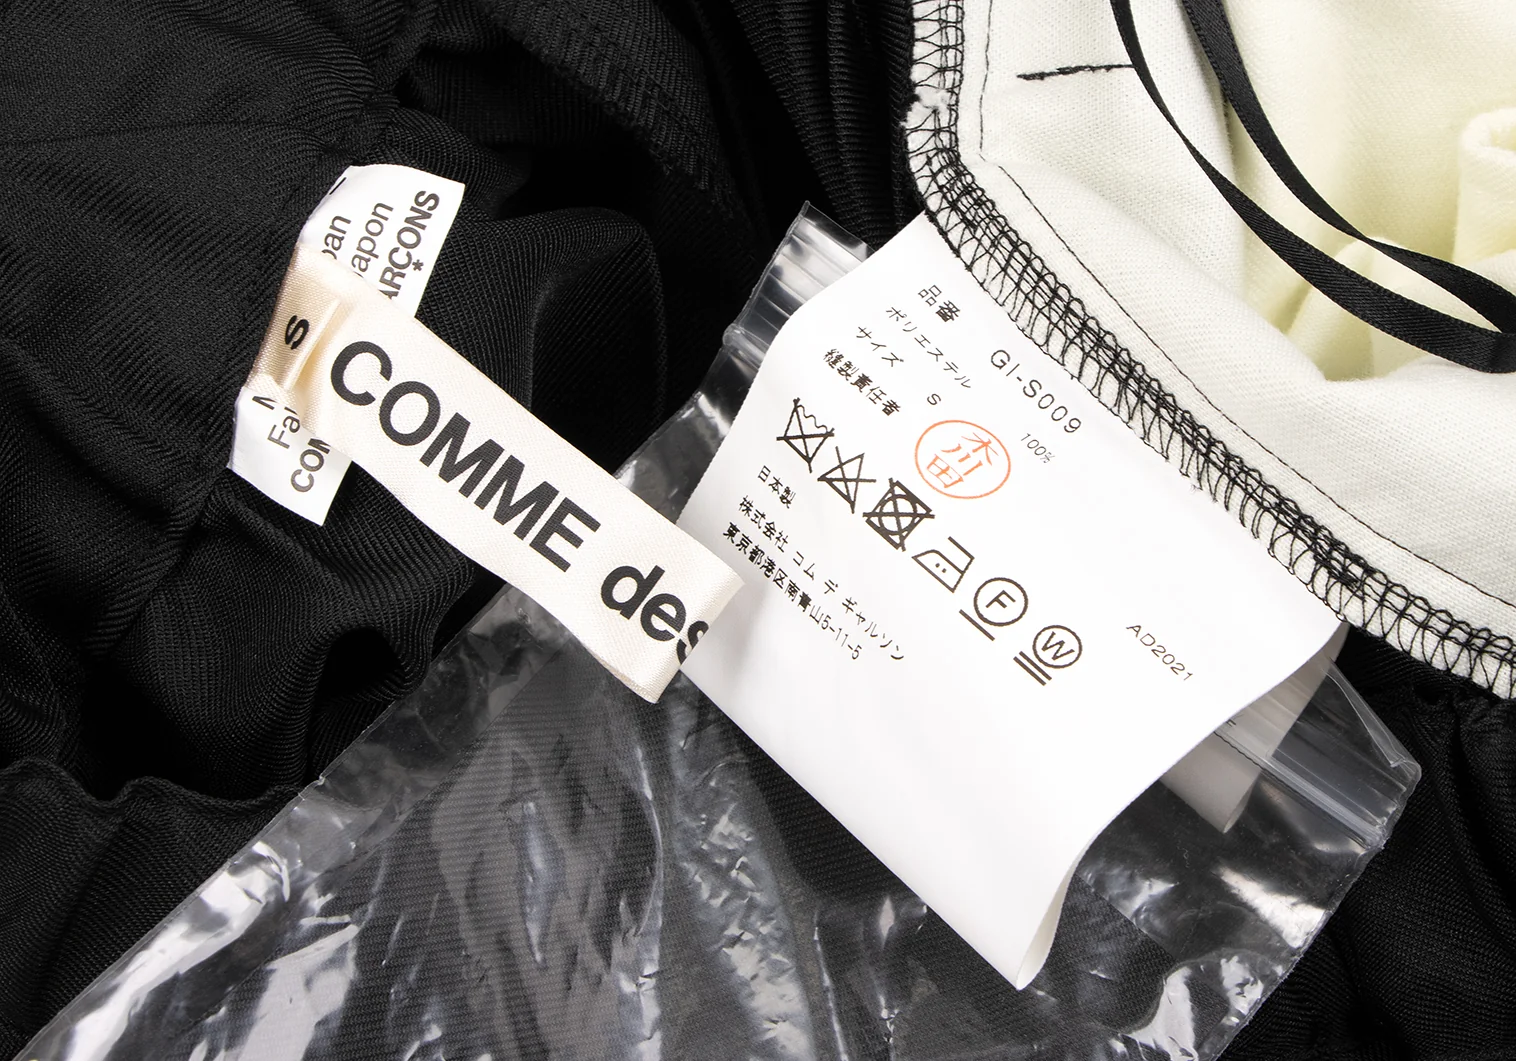 pan
apon
ARÇONS*
s
COMME des
Fa
COM
品番 GI-S009
ポリエステル 100%
サイズ S
縫製責任者
杉田
F
W
日本製
株式会社 コム デ ギャルソン AD2021
東京都港区南青山5-11-5